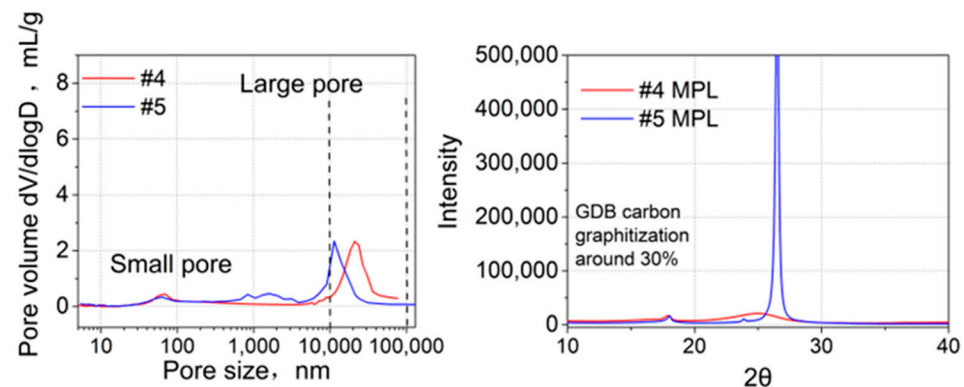 Pore volume dV/dlogD， mL/g
8
6
4
2
0
#4
#5
Large pore
Small pore
10
100
1,000
10,000
100,000
Pore size， nm
Intensity
500,000
400,000
300,000
200,000
100,000
0
#4 MPL
#5 MPL
GDB carbon
graphitization
around 30%
10
20
30
40
2θ